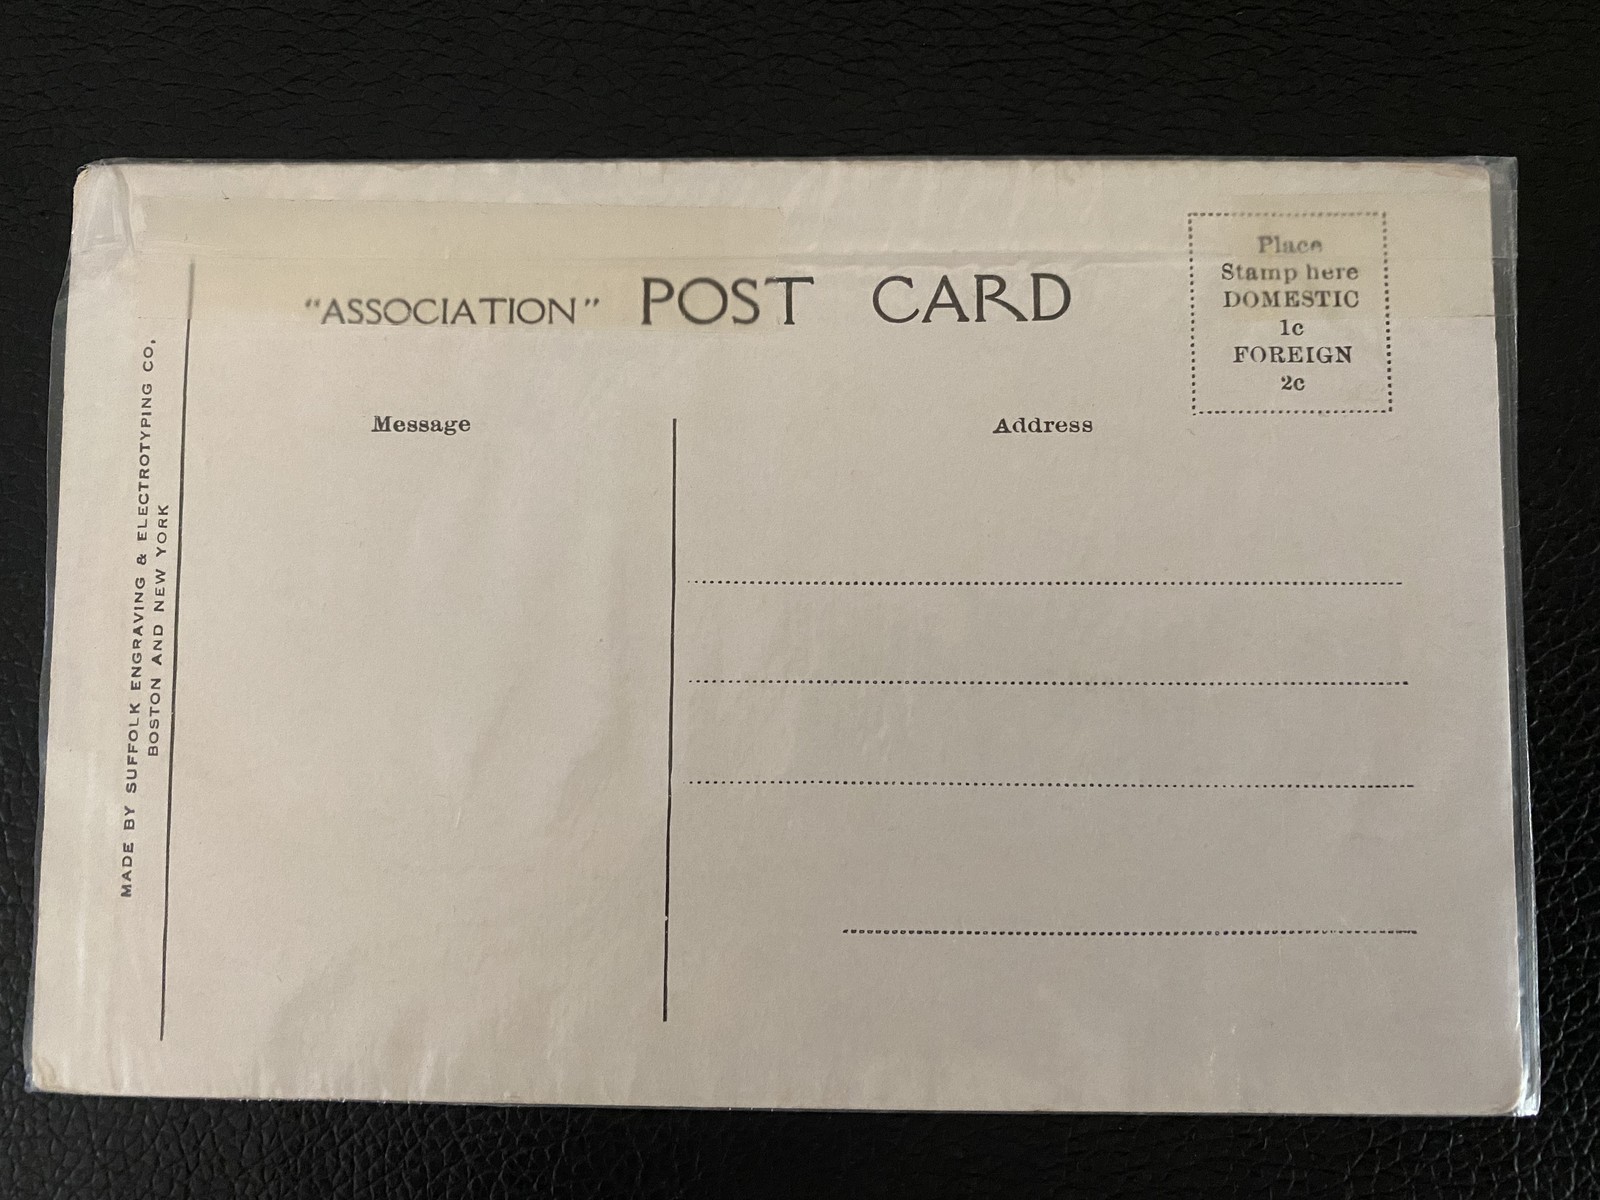 "ASSOCIATION" POST CARD
Place
Stamp here
DOMESTIC
1c
FOREIGN
2c
Message
Address
MADE BY SUFFOLK ENGRAVING & ELECTROTYPING CO.
BOSTON AND NEW YORK